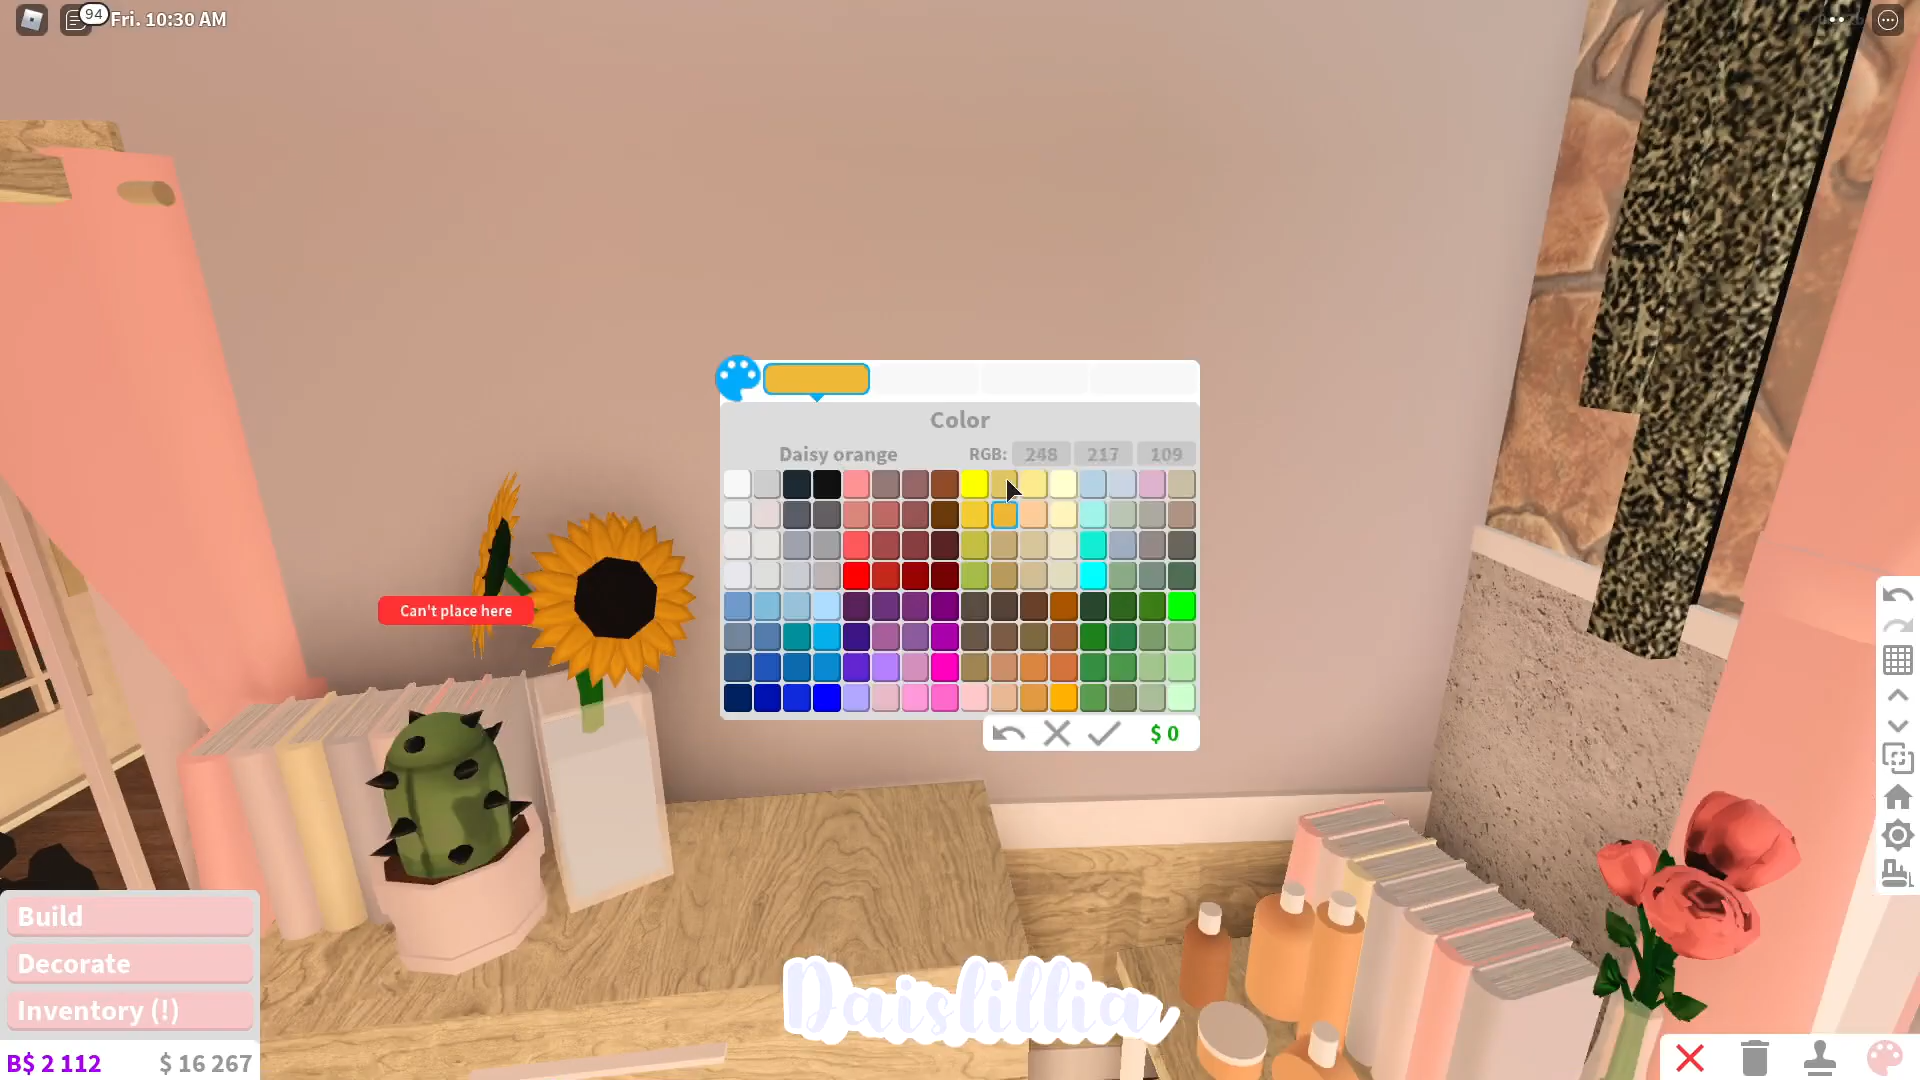 94 Fri. 10:30 AM
Color
Daisy orange RGB: 248 217 109
Can't place here
$ 0
Build
Decorate
Inventory (!)
B$ 2 112 $ 16 267
Daislillia